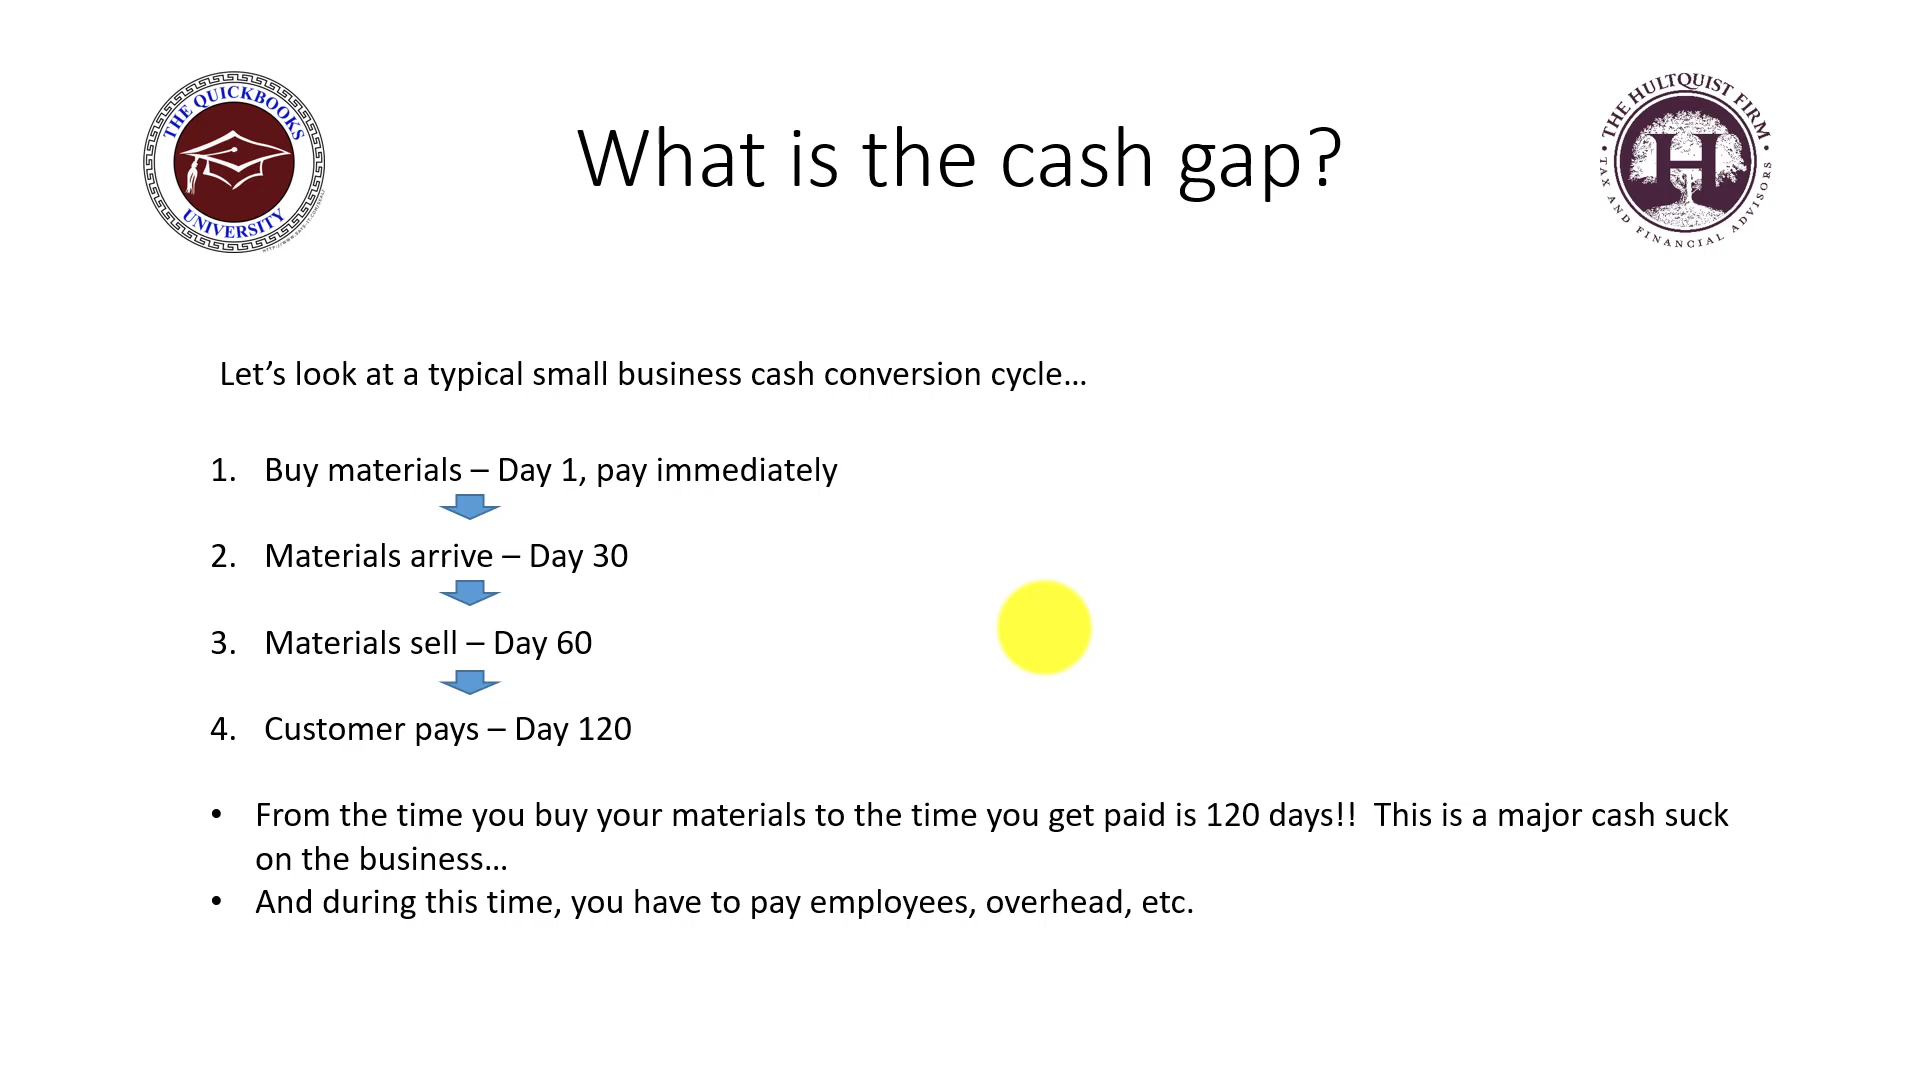 THE QUICKBOOKS
UNIVERSITY
What is the cash gap?
THE HULTQUIST FIRM
TAX AND FINANCIAL ADVISORS
H
Let’s look at a typical small business cash conversion cycle…
1. Buy materials – Day 1, pay immediately
2. Materials arrive – Day 30
3. Materials sell – Day 60
4. Customer pays – Day 120
• From the time you buy your materials to the time you get paid is 120 days!!  This is a major cash suck
on the business…
• And during this time, you have to pay employees, overhead, etc.